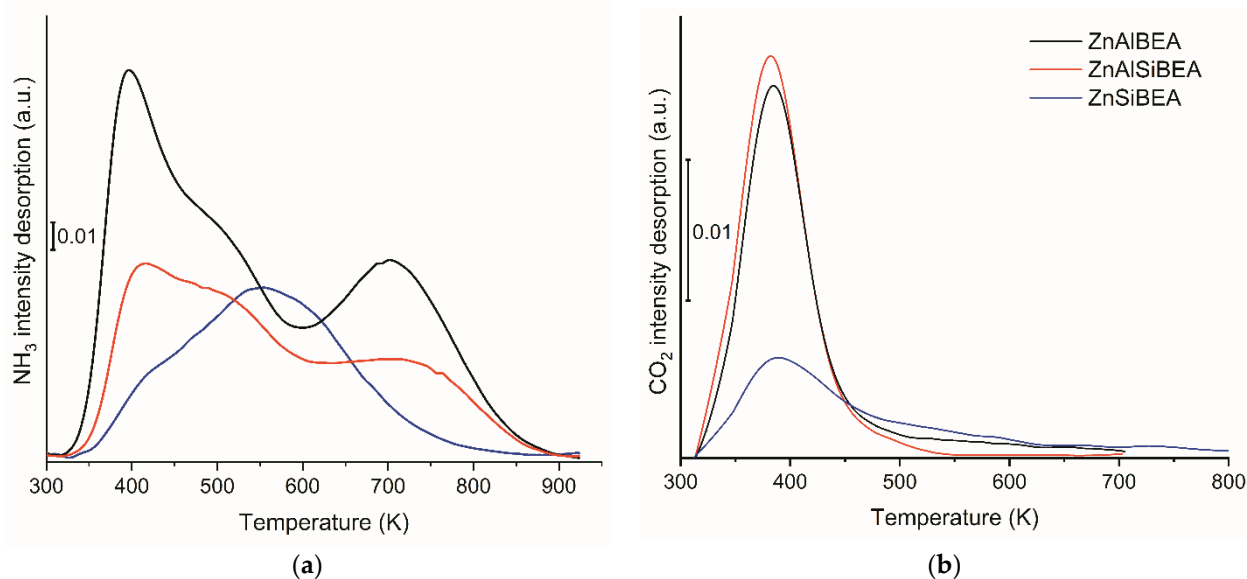 NH₃ intensity desorption (a.u.)
0.01
300 400 500 600 700 800 900
Temperature (K)
(a)
CO₂ intensity desorption (a.u.)
0.01
ZnAlBEA
ZnAlSiBEA
ZnSiBEA
300 400 500 600 700 800
Temperature (K)
(b)